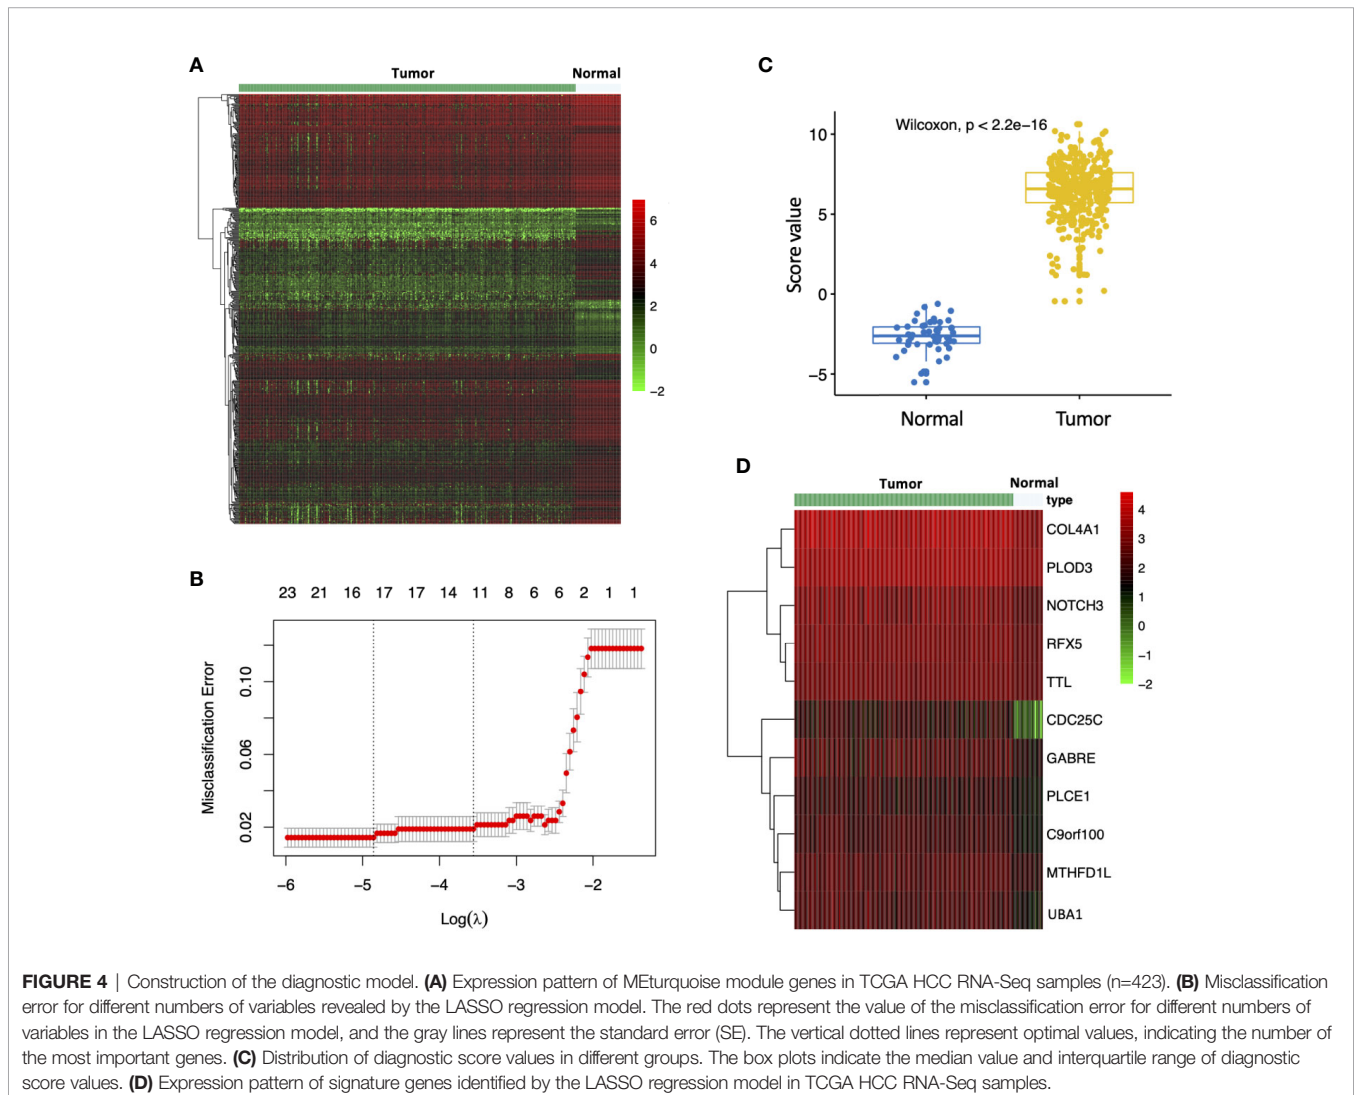 A
Tumor
Normal
6
4
2
0
−2
B
23 21 16 17 17 14 11 8 6 6 2 1 1
Misclassification Error
0.10
0.06
0.02
−6 −5 −4 −3 −2
Log(λ)
C
Wilcoxon, p < 2.2e−16
Score value
10
5
0
−5
Normal
Tumor
D
Tumor
Normal
type
COL4A1
PLOD3
NOTCH3
RFX5
TTL
CDC25C
GABRE
PLCE1
C9orf100
MTHFD1L
UBA1
4
3
2
1
0
−1
−2
FIGURE 4 | Construction of the diagnostic model. (A) Expression pattern of MEturquoise module genes in TCGA HCC RNA-Seq samples (n=423). (B) Misclassification
error for different numbers of variables revealed by the LASSO regression model. The red dots represent the value of the misclassification error for different numbers of
variables in the LASSO regression model, and the gray lines represent the standard error (SE). The vertical dotted lines represent optimal values, indicating the number of
the most important genes. (C) Distribution of diagnostic score values in different groups. The box plots indicate the median value and interquartile range of diagnostic
score values. (D) Expression pattern of signature genes identified by the LASSO regression model in TCGA HCC RNA-Seq samples.